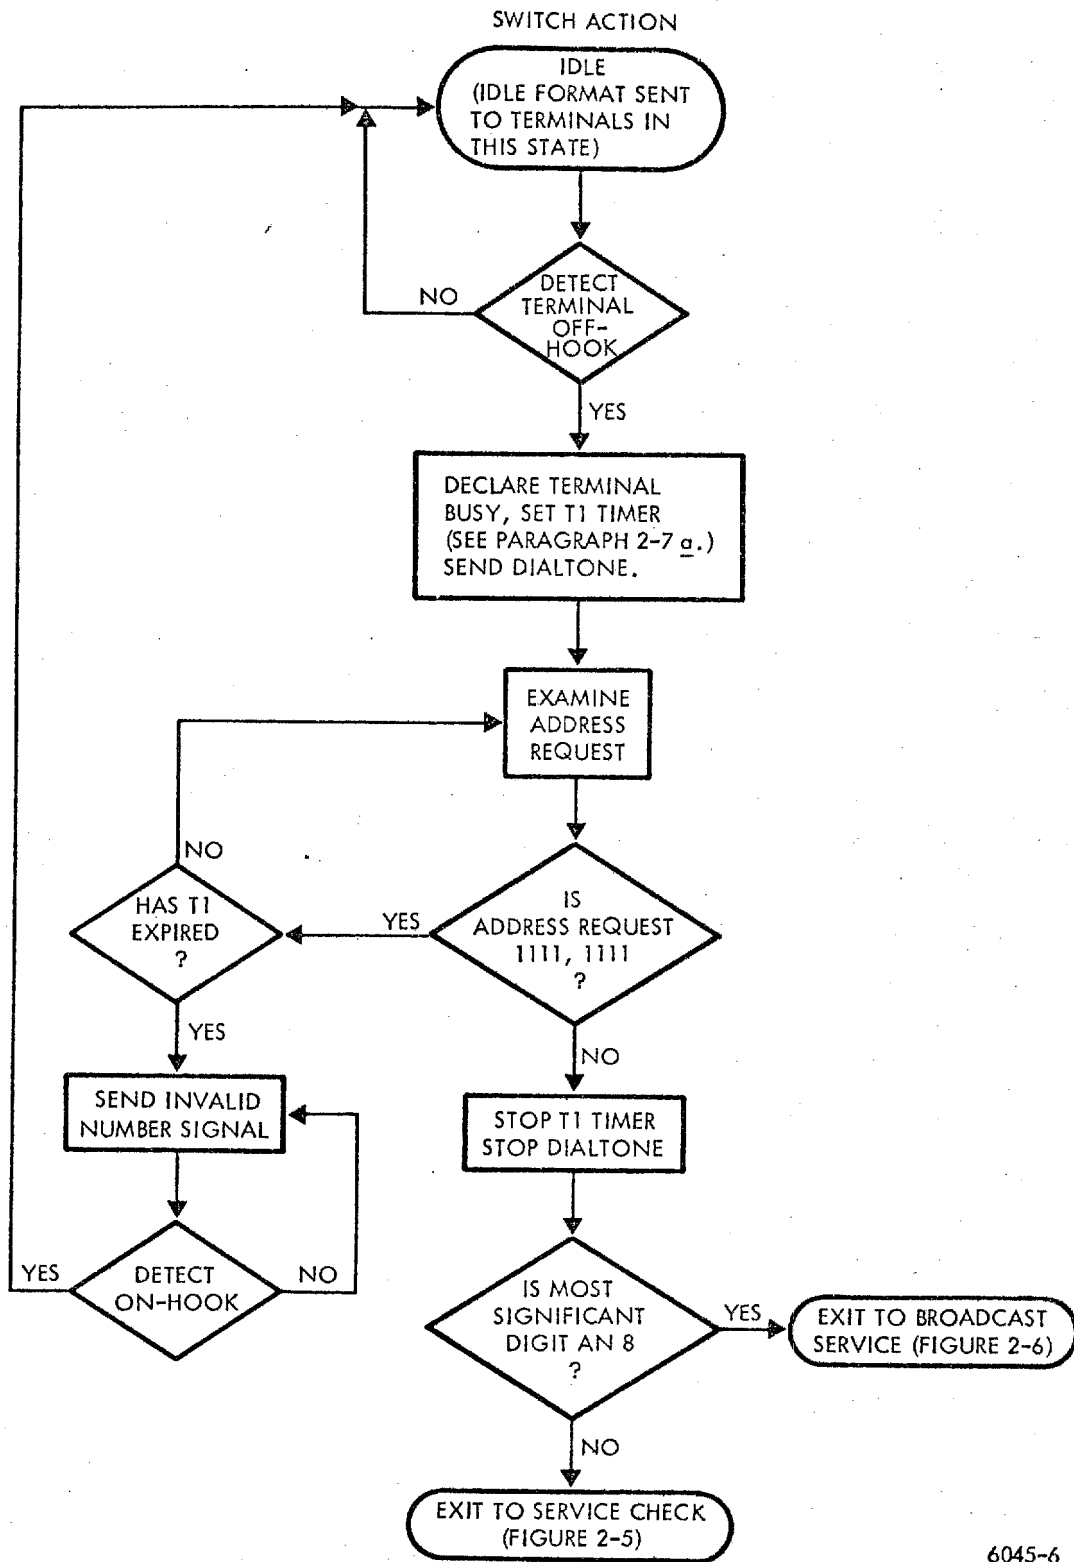 SWITCH ACTION
IDLE
(IDLE FORMAT SENT
TO TERMINALS IN
THIS STATE)
NO
DETECT
TERMINAL
OFF-
HOOK
YES
DECLARE TERMINAL
BUSY, SET T1 TIMER
(SEE PARAGRAPH 2-7 a.)
SEND DIALTONE.
EXAMINE
ADDRESS
REQUEST
NO
HAS T1
EXPIRED
?
YES
IS
ADDRESS REQUEST
1111, 1111
?
YES
NO
SEND INVALID
NUMBER SIGNAL
STOP T1 TIMER
STOP DIALTONE
YES
DETECT
ON-HOOK
NO
IS MOST
SIGNIFICANT
DIGIT AN 8
?
YES
EXIT TO BROADCAST
SERVICE (FIGURE 2-6)
NO
EXIT TO SERVICE CHECK
(FIGURE 2-5)
6045-6